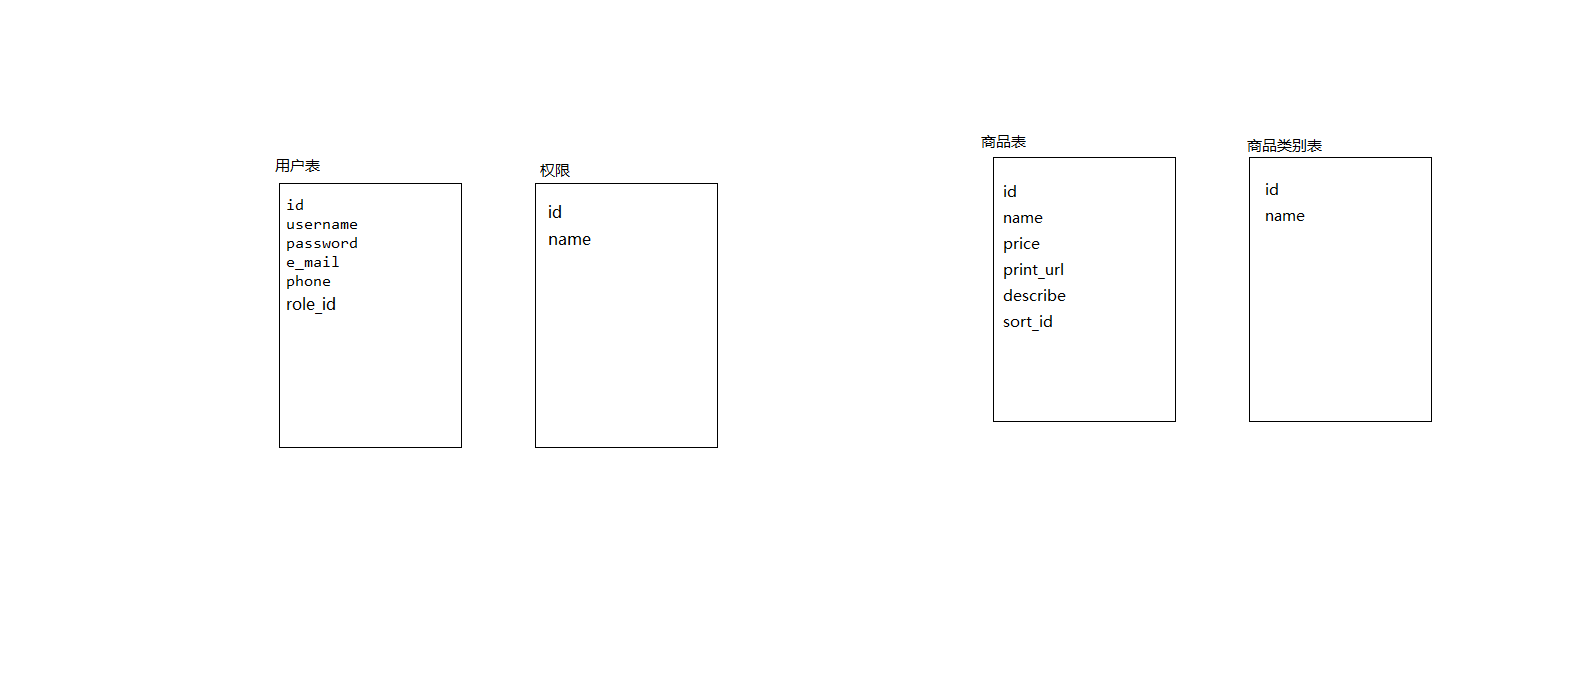 用户表
id
username
password
e_mail
phone
role_id
权限
id
name
商品表
id
name
price
print_url
describe
sort_id
商品类别表
id
name